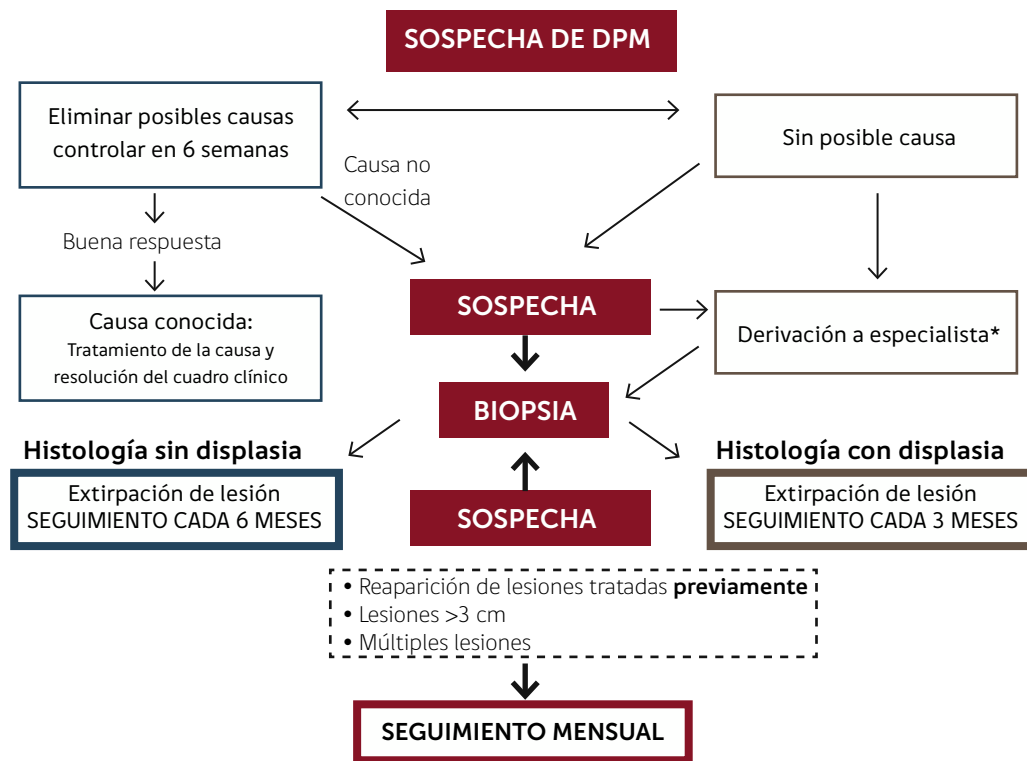 SOSPECHA DE DPM
Eliminar posibles causas
controlar en 6 semanas
Sin posible causa
Causa no
conocida
Buena respuesta
SOSPECHA
Causa conocida:
Tratamiento de la causa y
resolución del cuadro clínico
Derivación a especialista*
BIOPSIA
Histología sin displasia
Histología con displasia
Extirpación de lesión
SEGUIMIENTO CADA 6 MESES
Extirpación de lesión
SEGUIMIENTO CADA 3 MESES
SOSPECHA
• Reaparición de lesiones tratadas previamente
• Lesiones >3 cm
• Múltiples lesiones
SEGUIMIENTO MENSUAL